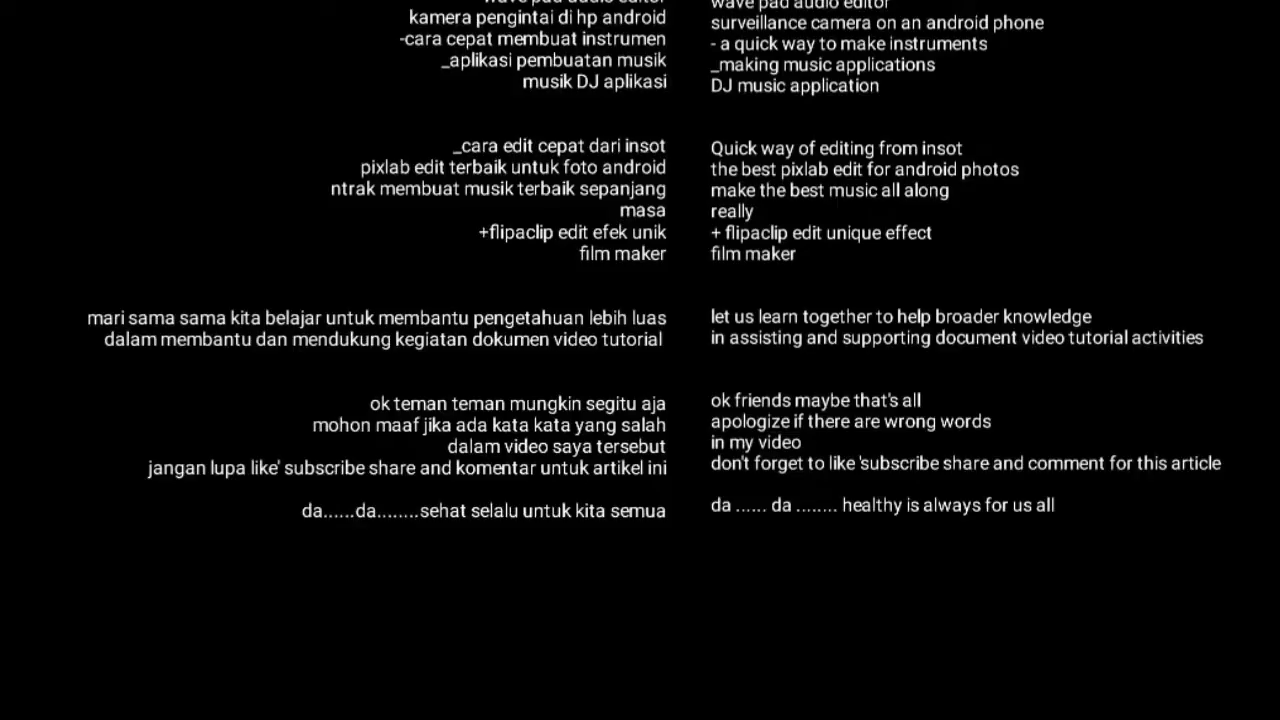 wave pad audio editor
kamera pengintai di hp android
-cara cepat membuat instrumen
_aplikasi pembuatan musik
musik DJ aplikasi
_cara edit cepat dari insot
pixlab edit terbaik untuk foto android
ntrak membuat musik terbaik sepanjang
masa
+flipaclip edit efek unik
film maker
mari sama sama kita belajar untuk membantu pengetahuan lebih luas
dalam membantu dan mendukung kegiatan dokumen video tutorial
ok teman teman mungkin segitu aja
mohon maaf jika ada kata kata yang salah
dalam video saya tersebut
jangan lupa like' subscribe share and komentar untuk artikel ini
da......da........sehat selalu untuk kita semua
wave pad audio editor
surveillance camera on an android phone
- a quick way to make instruments
_making music applications
DJ music application
Quick way of editing from insot
the best pixlab edit for android photos
make the best music all along
really
+ flipaclip edit unique effect
film maker
let us learn together to help broader knowledge
in assisting and supporting document video tutorial activities
ok friends maybe that's all
apologize if there are wrong words
in my video
don't forget to like 'subscribe share and comment for this article
da ...... da ........ healthy is always for us all